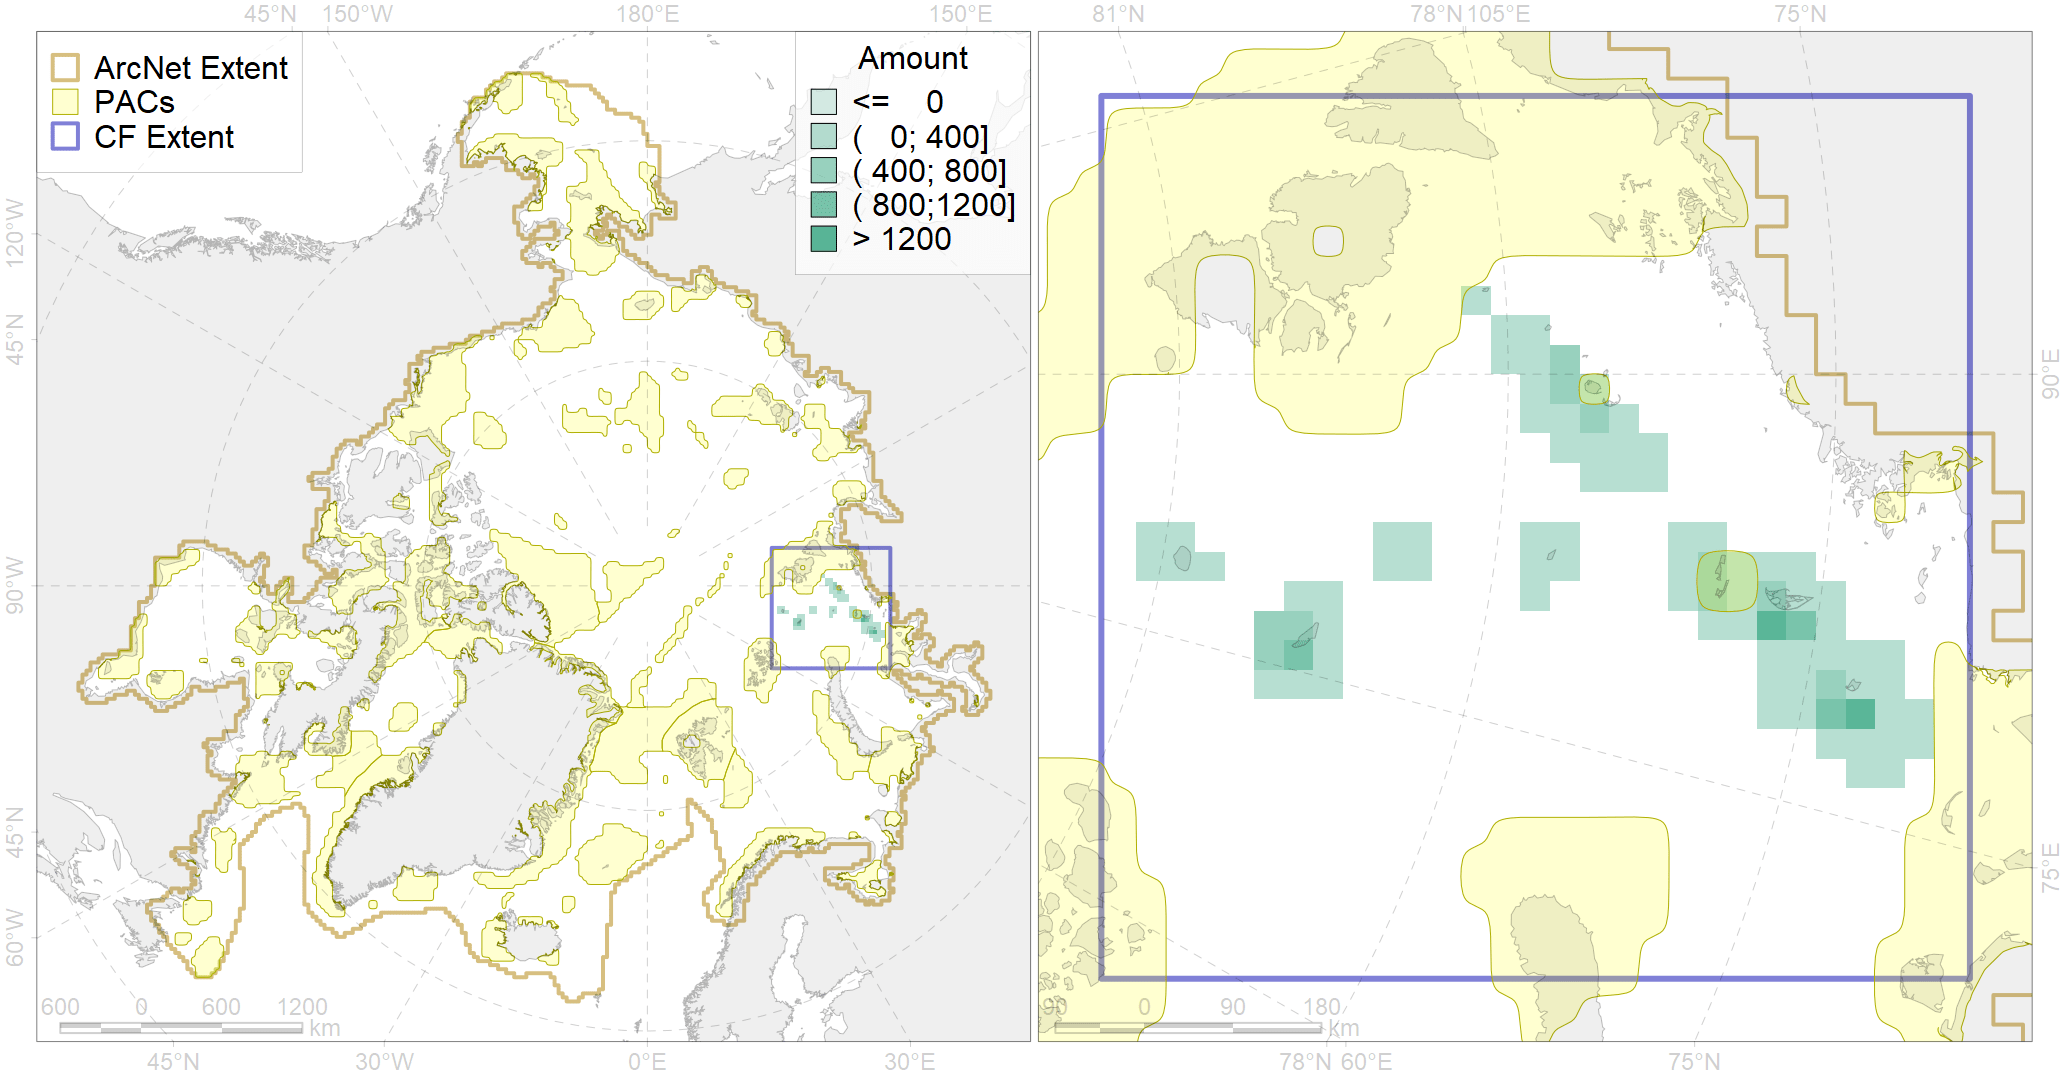 45°N 150°W 180°E 150°E 81°N 78°N 105°E 75°N
ArcNet Extent
PACs
CF Extent
Amount
<= 0
( 0; 400]
( 400; 800]
( 800;1200]
> 1200
120°W
45°N
90°W
45°N
60°W
90°E
75°E
600 0 600 1200
km
90 0 90 180
km
45°N 30°W 0°E 30°E 78°N 60°E 75°N